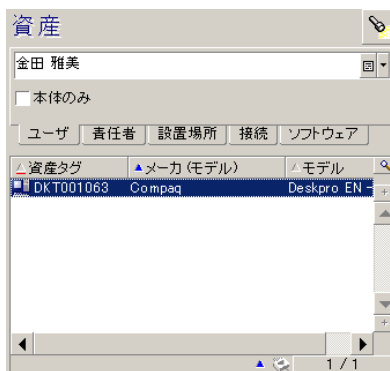 資産
金田 雅美
本体のみ
ユーザ 責任者 設置場所 接続 ソフトウェア
資産タグ メーカ(モデル) モデル
DKT001063 Compaq Deskpro EN -
1 / 1